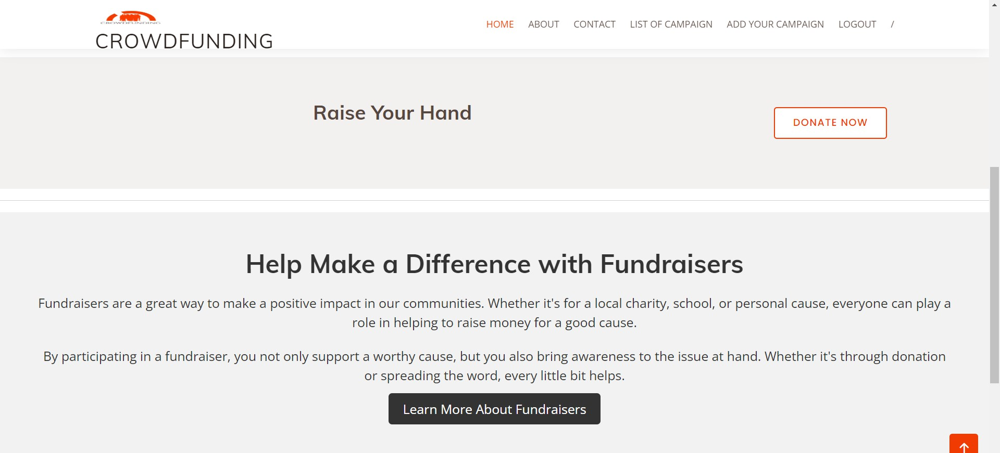 CROWDFUNDING
CROWDFUNDING
HOME ABOUT CONTACT LIST OF CAMPAIGN ADD YOUR CAMPAIGN LOGOUT /
Raise Your Hand
DONATE NOW
Help Make a Difference with Fundraisers
Fundraisers are a great way to make a positive impact in our communities. Whether it's for a local charity, school, or personal cause, everyone can play a
role in helping to raise money for a good cause.
By participating in a fundraiser, you not only support a worthy cause, but you also bring awareness to the issue at hand. Whether it's through donation
or spreading the word, every little bit helps.
Learn More About Fundraisers